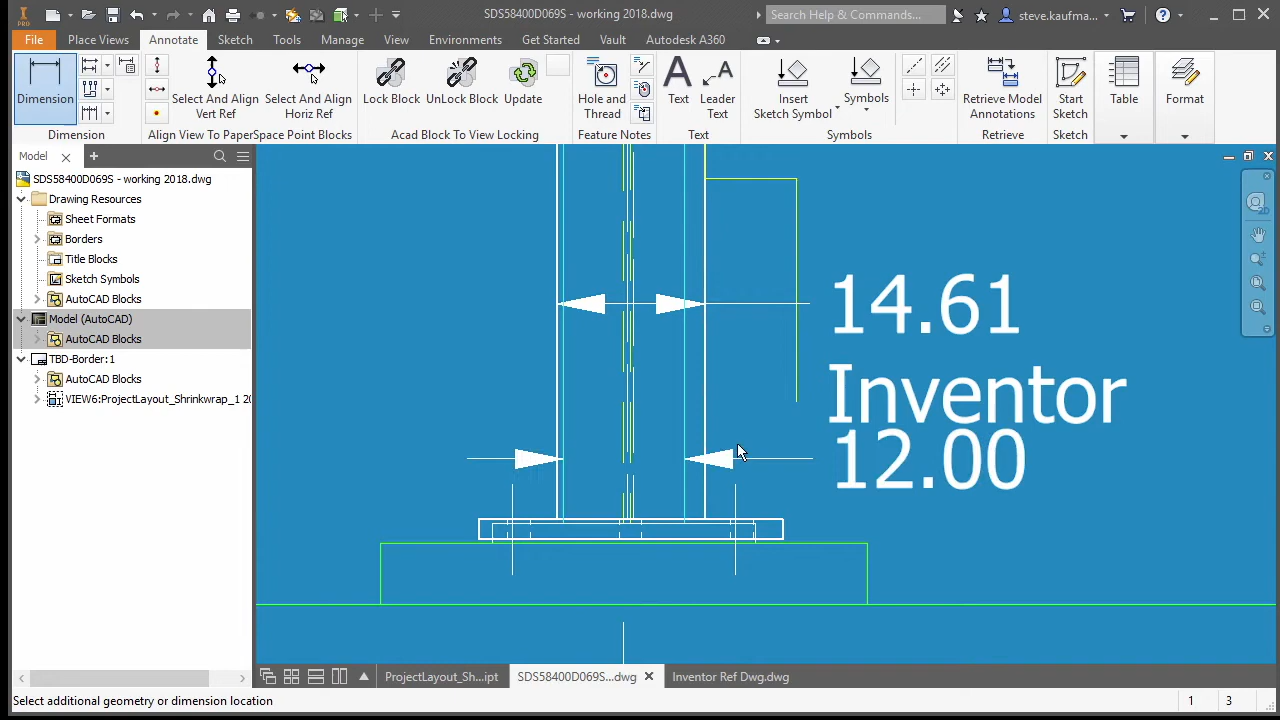 PRO
SDS58400D069S - working 2018.dwg
Search Help & Commands...
steve.kaufma...
File
Place Views
Annotate
Sketch
Tools
Manage
View
Environments
Get Started
Vault
Autodesk A360
Dimension
Select And Align
Vert Ref
Select And Align
Horiz Ref
Lock Block
UnLock Block
Update
Hole and
Thread
Text
Leader
Text
Insert
Sketch Symbol
Symbols
Retrieve Model
Annotations
Start
Sketch
Table
Format
Dimension
Align View To PaperSpace Point Blocks
Acad Block To View Locking
Feature Notes
Text
Symbols
Retrieve
Sketch
Model
SDS58400D069S - working 2018.dwg
Drawing Resources
Sheet Formats
Borders
Title Blocks
Sketch Symbols
AutoCAD Blocks
Model (AutoCAD)
AutoCAD Blocks
TBD-Border:1
AutoCAD Blocks
VIEW6:ProjectLayout_Shrinkwrap_1 20
14.61
Inventor
12.00
2D
ProjectLayout_Sh...ipt
SDS58400D069S...dwg
Inventor Ref Dwg.dwg
Select additional geometry or dimension location
1
3